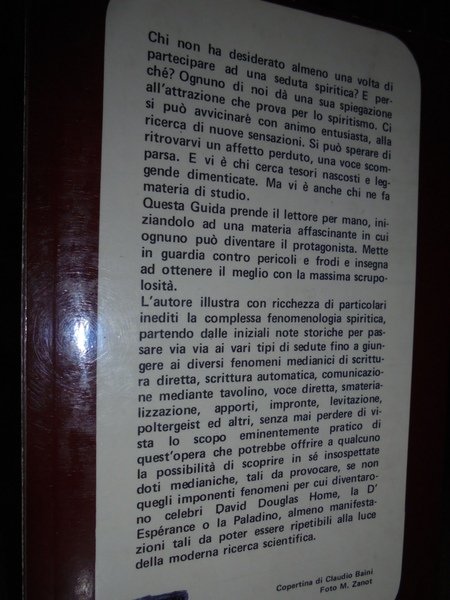 Chi non ha desiderato almeno una volta di
partecipare ad una seduta spiritica? E per-
ché? Ognuno di noi dà una sua spiegazione
all'attrazione che prova per lo spiritismo. Ci
si può avvicinare con animo entusiasta, alla
ricerca di nuove sensazioni. Si può sperare di
ritrovarvi un affetto perduto, una voce scom-
parsa. E vi è chi cerca tesori nascosti e leg-
gende dimenticate. Ma vi è anche chi ne fa
materia di studio.
Questa Guida prende il lettore per mano, ini-
ziandolo ad una materia affascinante in cui
ognuno può diventare il protagonista. Mette
in guardia contro pericoli e frodi e insegna
ad ottenere il meglio con la massima scrupo-
losità.
L'autore illustra con ricchezza di particolari
inediti la complessa fenomenologia spiritica,
partendo dalle iniziali note storiche per pas-
sare via via ai vari tipi di sedute fino a giun-
gere ai diversi fenomeni medianici di scrittu-
ra diretta, scrittura automatica, comunicazio-
ne mediante tavolino, voce diretta, smateria-
lizzazione, apporti, impronte, levitazione,
poltergeist ed altri, senza mai perdere di vi-
sta lo scopo eminentemente pratico di
quest'opera che potrebbe offrire a qualcuno
la possibilità di scoprire in sé insospettate
doti medianiche, tali da provocare, se non
quegli imponenti fenomeni per cui diventaro-
no celebri David Douglas Home, la D'
Espérance o la Paladino, almeno manifesta-
zioni tali da poter essere ripetibili alla luce
della moderna ricerca scientifica.
Copertina di Claudio Baini
Foto M. Zanot